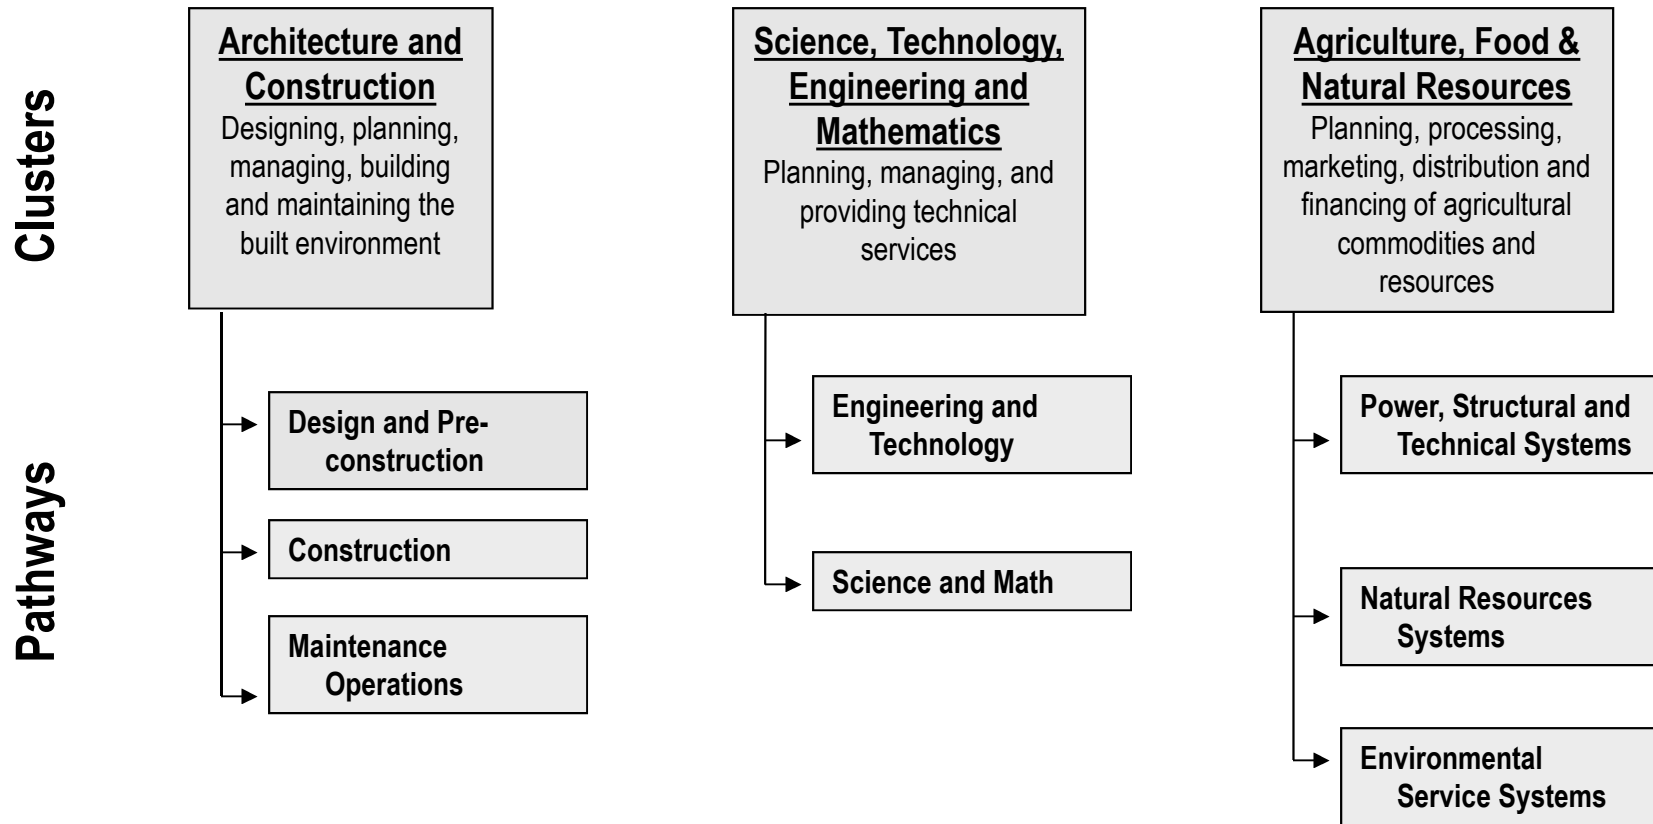 Clusters
Architecture and
Construction
Designing, planning,
managing, building
and maintaining the
built environment
Science, Technology,
Engineering and
Mathematics
Planning, managing, and
providing technical
services
Agriculture, Food &
Natural Resources
Planning, processing,
marketing, distribution and
financing of agricultural
commodities and
resources
Pathways
Design and Pre-
construction
Construction
Maintenance
Operations
Engineering and
Technology
Science and Math
Power, Structural and
Technical Systems
Natural Resources
Systems
Environmental
Service Systems